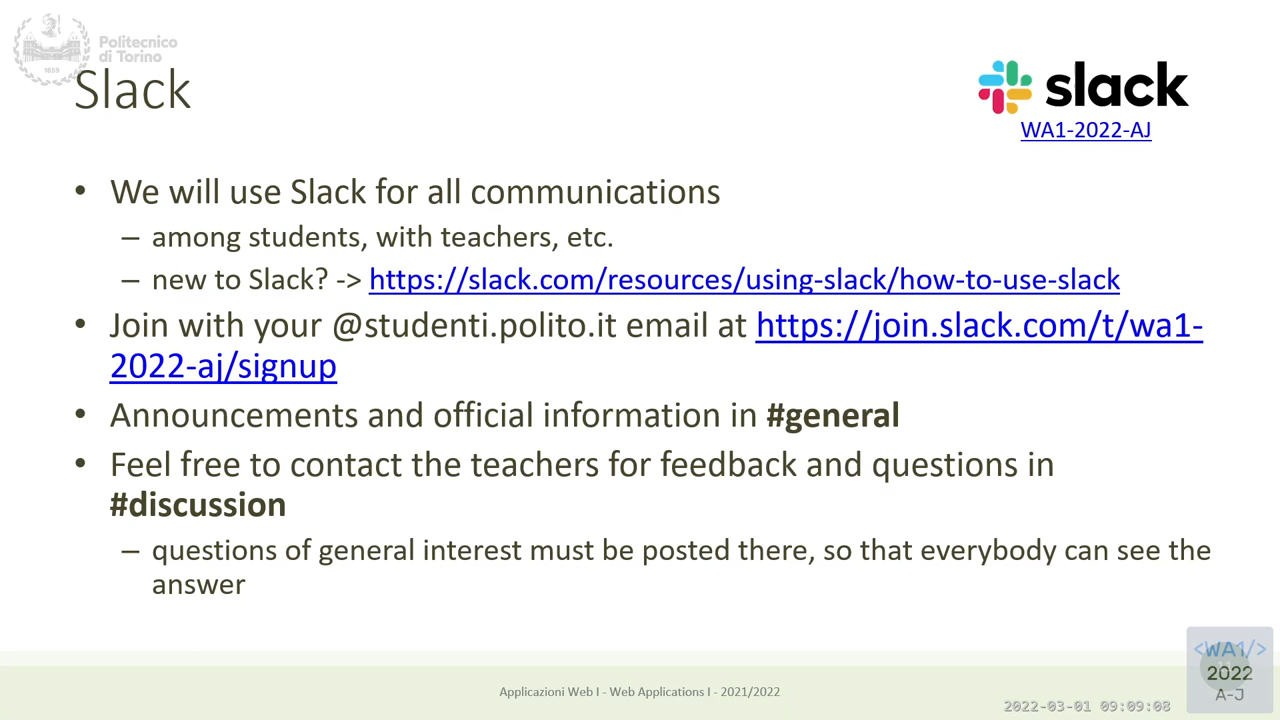 Politecnico
di Torino
1859
Slack
slack
WA1-2022-AJ
• We will use Slack for all communications
– among students, with teachers, etc.
– new to Slack? -> https://slack.com/resources/using-slack/how-to-use-slack
• Join with your @studenti.polito.it email at https://join.slack.com/t/wa1-
2022-aj/signup
• Announcements and official information in #general
• Feel free to contact the teachers for feedback and questions in
#discussion
– questions of general interest must be posted there, so that everybody can see the
answer
Applicazioni Web I - Web Applications I - 2021/2022
2022-03-01 09:09:08
<WA1/>
2022
A-J